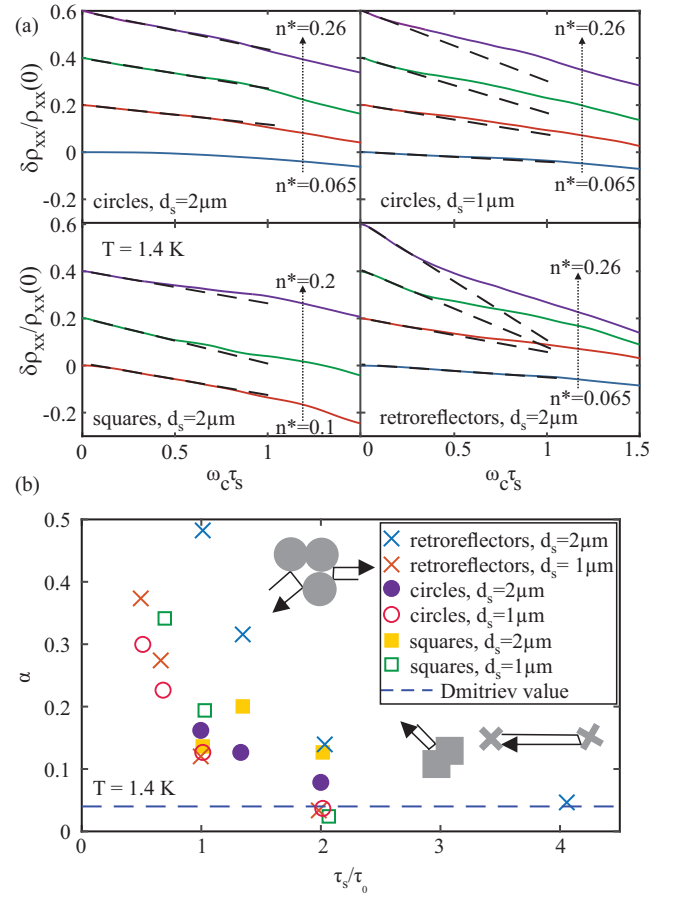 (a)
0.6
0.4
0.2
0
-0.2
δρxx/ρxx(0)
n*=0.26
n*=0.065
circles, ds=2μm
n*=0.26
n*=0.065
circles, ds=1μm
0.6
0.4
0.2
0
-0.2
δρxx/ρxx(0)
T = 1.4 K
n*=0.2
n*=0.1
squares, ds=2μm
n*=0.26
n*=0.065
retroreflectors, ds=2μm
0 0.5 1 0 0.5 1 1.5
ωcτs ωcτs
(b)
0.5
0.4
0.3
0.2
0.1
0
α
retroreflectors, ds=2μm
retroreflectors, ds= 1μm
circles, ds=2μm
circles, ds=1μm
squares, ds=2μm
squares, ds=1μm
Dmitriev value
T = 1.4 K
0 1 2 3 4
τs/τ0